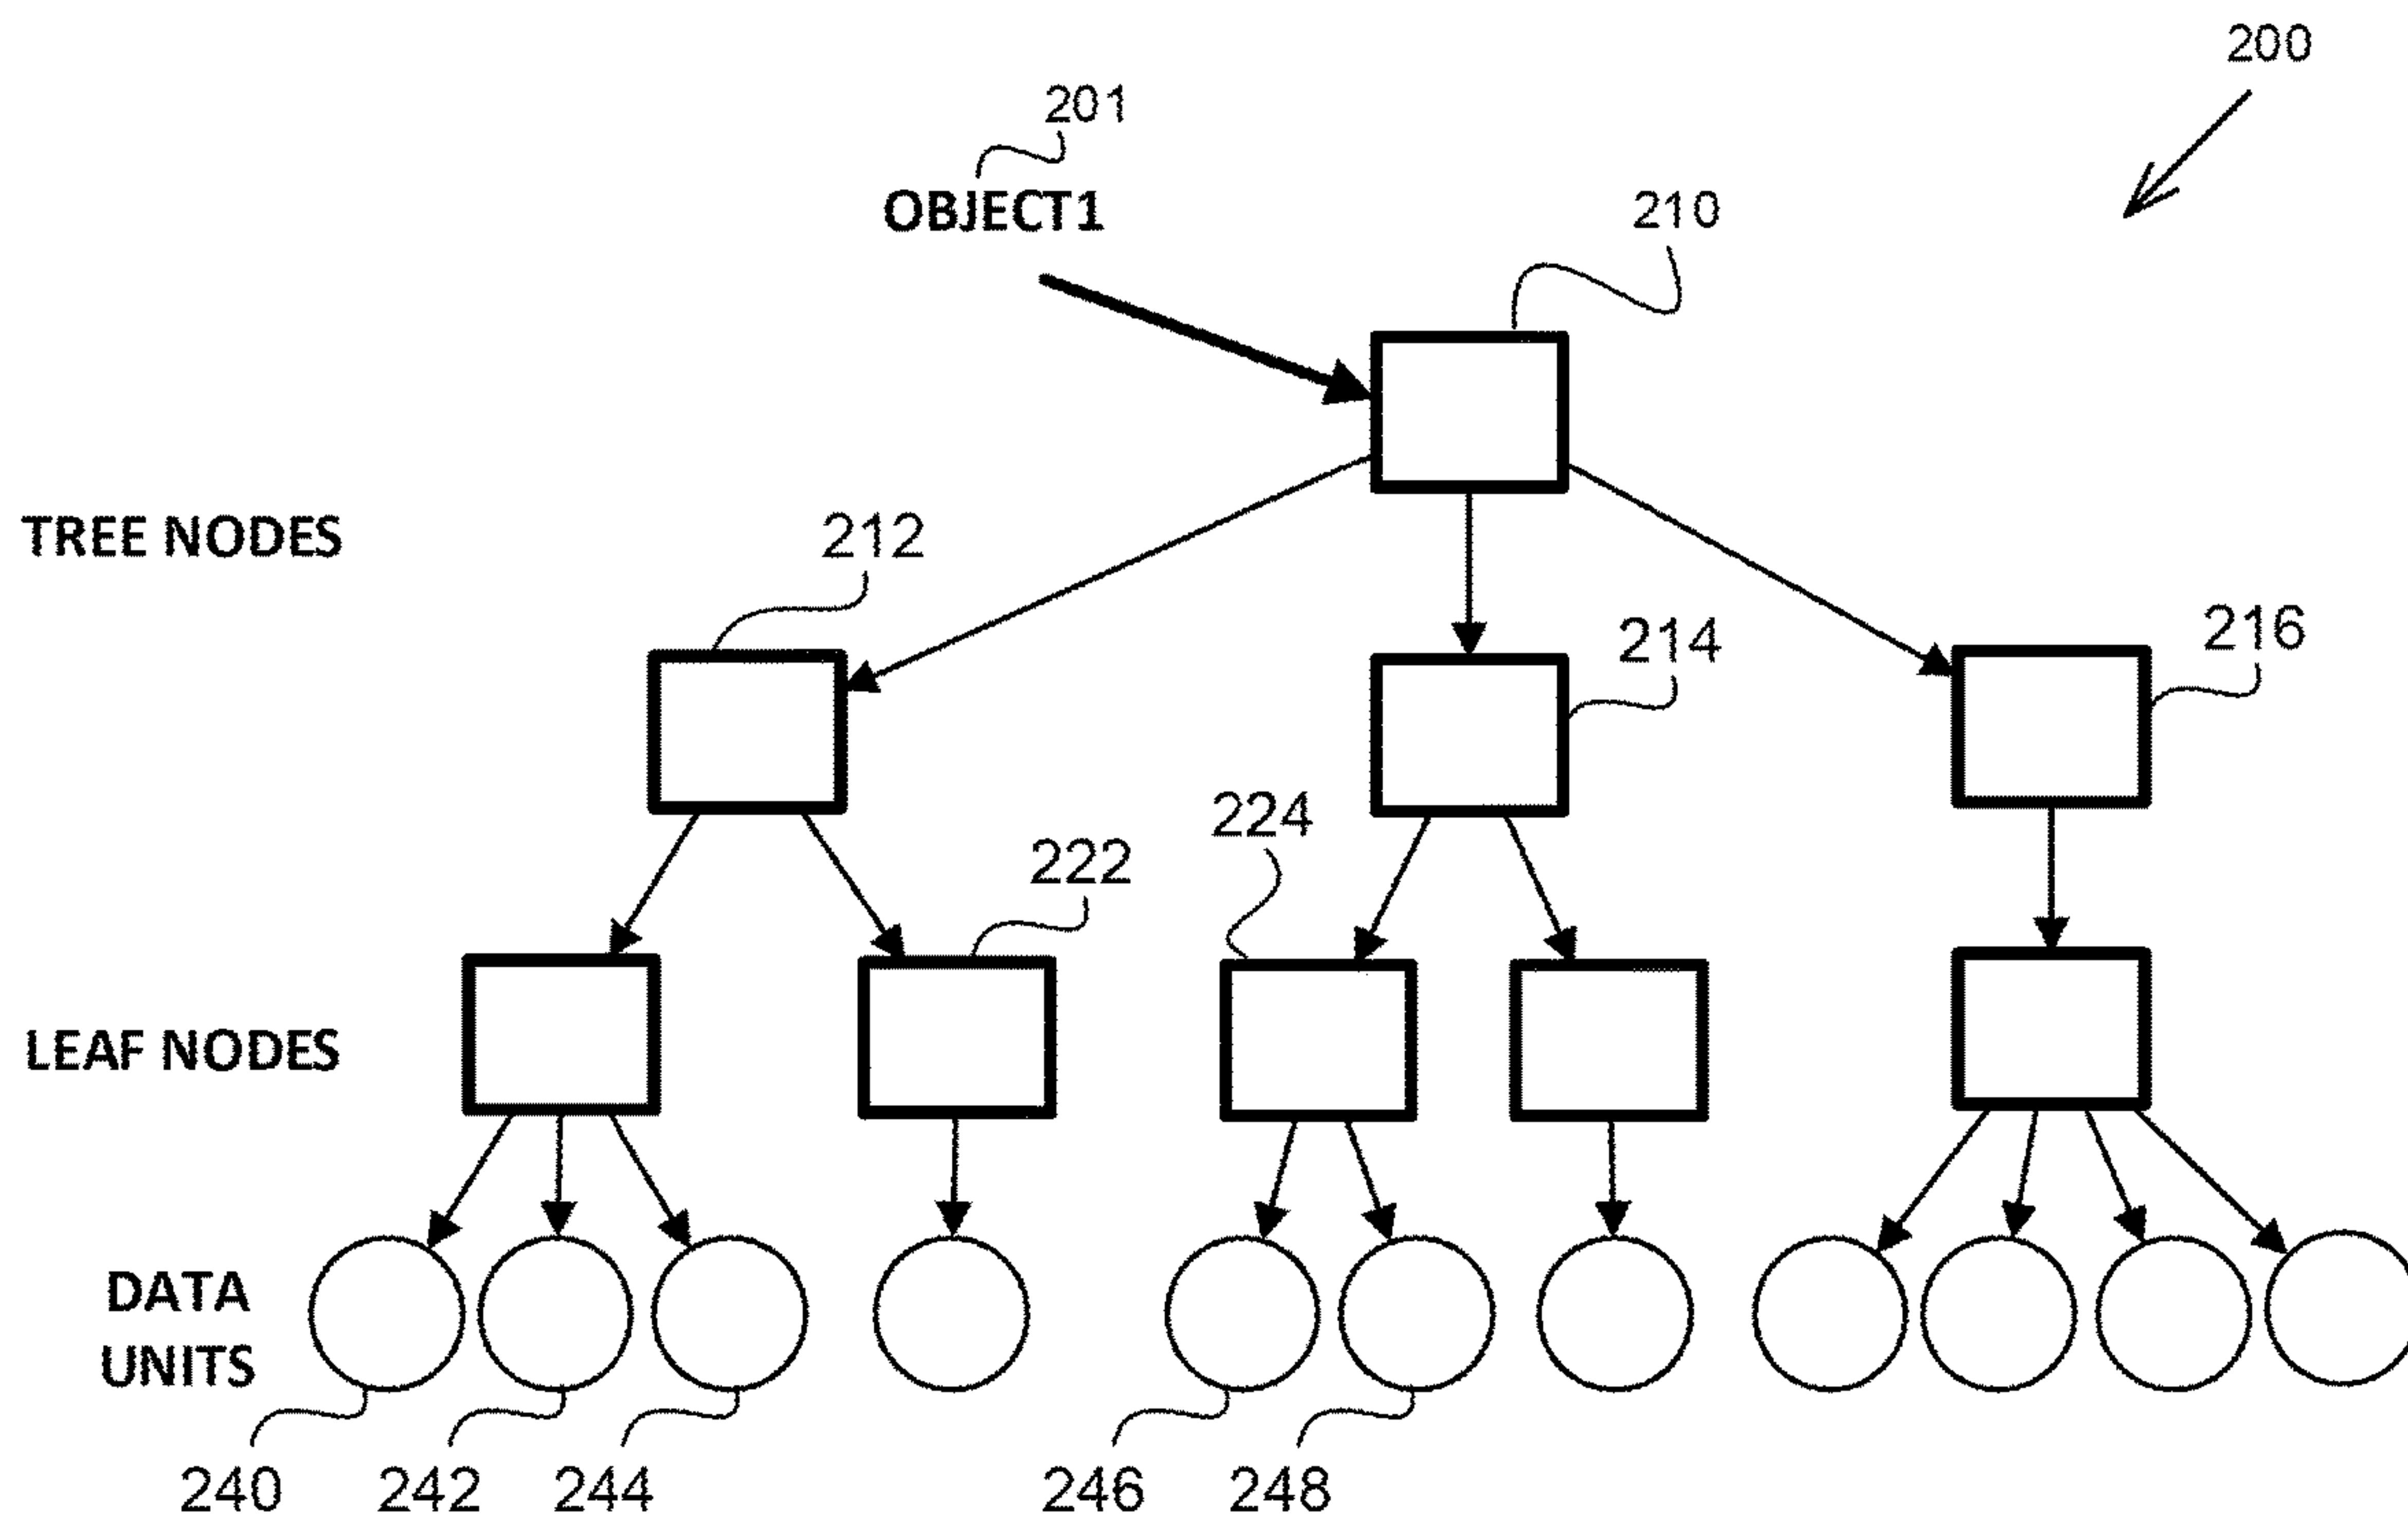 200
201
OBJECT1
210
TREE NODES
212
214
216
224
222
LEAF NODES
DATA
UNITS
240
242
244
246
248